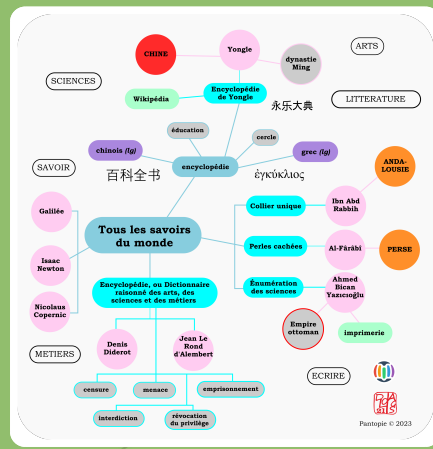 CHINE
Yongle
dynastie
Ming
ARTS
SCIENCES
Wikipédia
Encyclopédie
de Yongle
永乐大典
LITTERATURE
éducation
cercle
chinois (lg)
grec (lg)
encyclopédie
百科全书
ἐγκύκλιος
SAVOIR
ANDA-
LOUSIE
Galilée
Collier unique
Ibn Abd
Rabbih
Tous les savoirs
du monde
Isaac
Newton
Perles cachées
Al-Fârâbî
PERSE
Nicolaus
Copernic
Encyclopédie, ou Dictionnaire
raisonné des arts, des
sciences et des métiers
Énumération
des sciences
Ahmed
Bican
Yazıcıoğlu
Empire
ottoman
imprimerie
METIERS
Denis
Diderot
Jean Le
Rond
d'Alembert
ECRIRE
censure
menace
emprisonnement
interdiction
révocation
du privilège
Pantopic © 2023